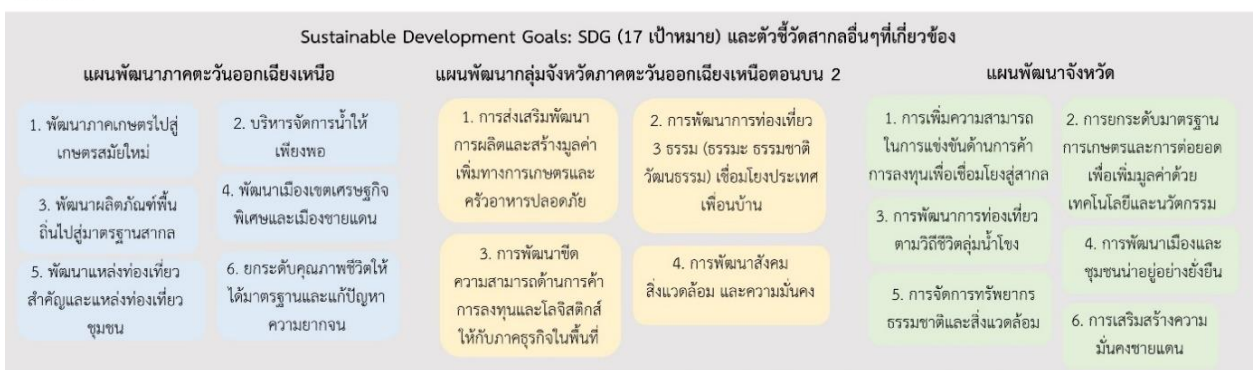 Sustainable Development Goals: SDG (17 เป้าหมาย) และตัวชี้วัดสากลอื่นๆที่เกี่ยวข้อง
แผนพัฒนาภาคตะวันออกเฉียงเหนือ
1. พัฒนาภาคเกษตรไปสู่
เกษตรสมัยใหม่
2. บริหารจัดการน้ำให้
เพียงพอ
3. พัฒนาผลิตภัณฑ์พื้น
ถิ่นไปสู่มาตรฐานสากล
4. พัฒนาเมืองเขตเศรษฐกิจ
พิเศษและเมืองชายแดน
5. พัฒนาแหล่งท่องเที่ยว
สำคัญและแหล่งท่องเที่ยว
ชุมชน
6. ยกระดับคุณภาพชีวิตให้
ได้มาตรฐานและแก้ปัญหา
ความยากจน
แผนพัฒนากลุ่มจังหวัดภาคตะวันออกเฉียงเหนือตอนบน 2
1. การส่งเสริมพัฒนา
การผลิตและสร้างมูลค่า
เพิ่มทางการเกษตรและ
ครัวอาหารปลอดภัย
2. การพัฒนาการท่องเที่ยว
3 ธรรม (ธรรมะ ธรรมชาติ
วัฒนธรรม) เชื่อมโยงประเทศ
เพื่อนบ้าน
3. การพัฒนาขีด
ความสามารถด้านการค้า
การลงทุนและโลจิสติกส์
ให้กับภาคธุรกิจในพื้นที่
4. การพัฒนาสังคม
สิ่งแวดล้อม และความมั่นคง
แผนพัฒนาจังหวัด
1. การเพิ่มความสามารถ
ในการแข่งขันด้านการค้า
การลงทุนเพื่อเชื่อมโยงสู่สากล
2. การยกระดับมาตรฐาน
การเกษตรและการต่อยอด
เพื่อเพิ่มมูลค่าด้วย
เทคโนโลยีและนวัตกรรม
3. การพัฒนาการท่องเที่ยว
ตามวิถีชีวิตลุ่มน้ำโขง
4. การพัฒนาเมืองและ
ชุมชนน่าอยู่อย่างยั่งยืน
5. การจัดการทรัพยากร
ธรรมชาติและสิ่งแวดล้อม
6. การเสริมสร้างความ
มั่นคงชายแดน